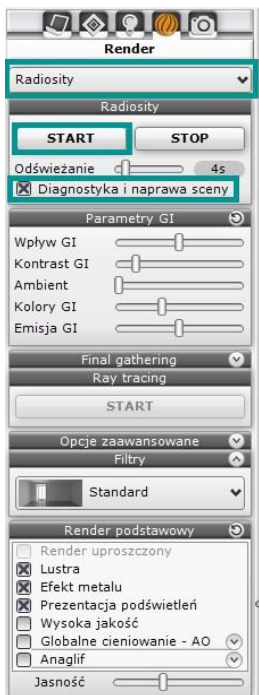 Render
Radiosity
Radiosity
START STOP
Odświeżanie 4s
Diagnostyka i naprawa sceny
Parametry GI
Wpływ GI
Kontrast GI
Ambient
Kolory GI
Emisja GI
Final gathering
Ray tracing
START
Opcje zaawansowane
Filtry
Standard
Render podstawowy
Render uproszczony
Lustra
Efekt metalu
Prezentacja podświetleń
Wysoka jakość
Globalne cieniowanie - AO
Anaglif
Jasność